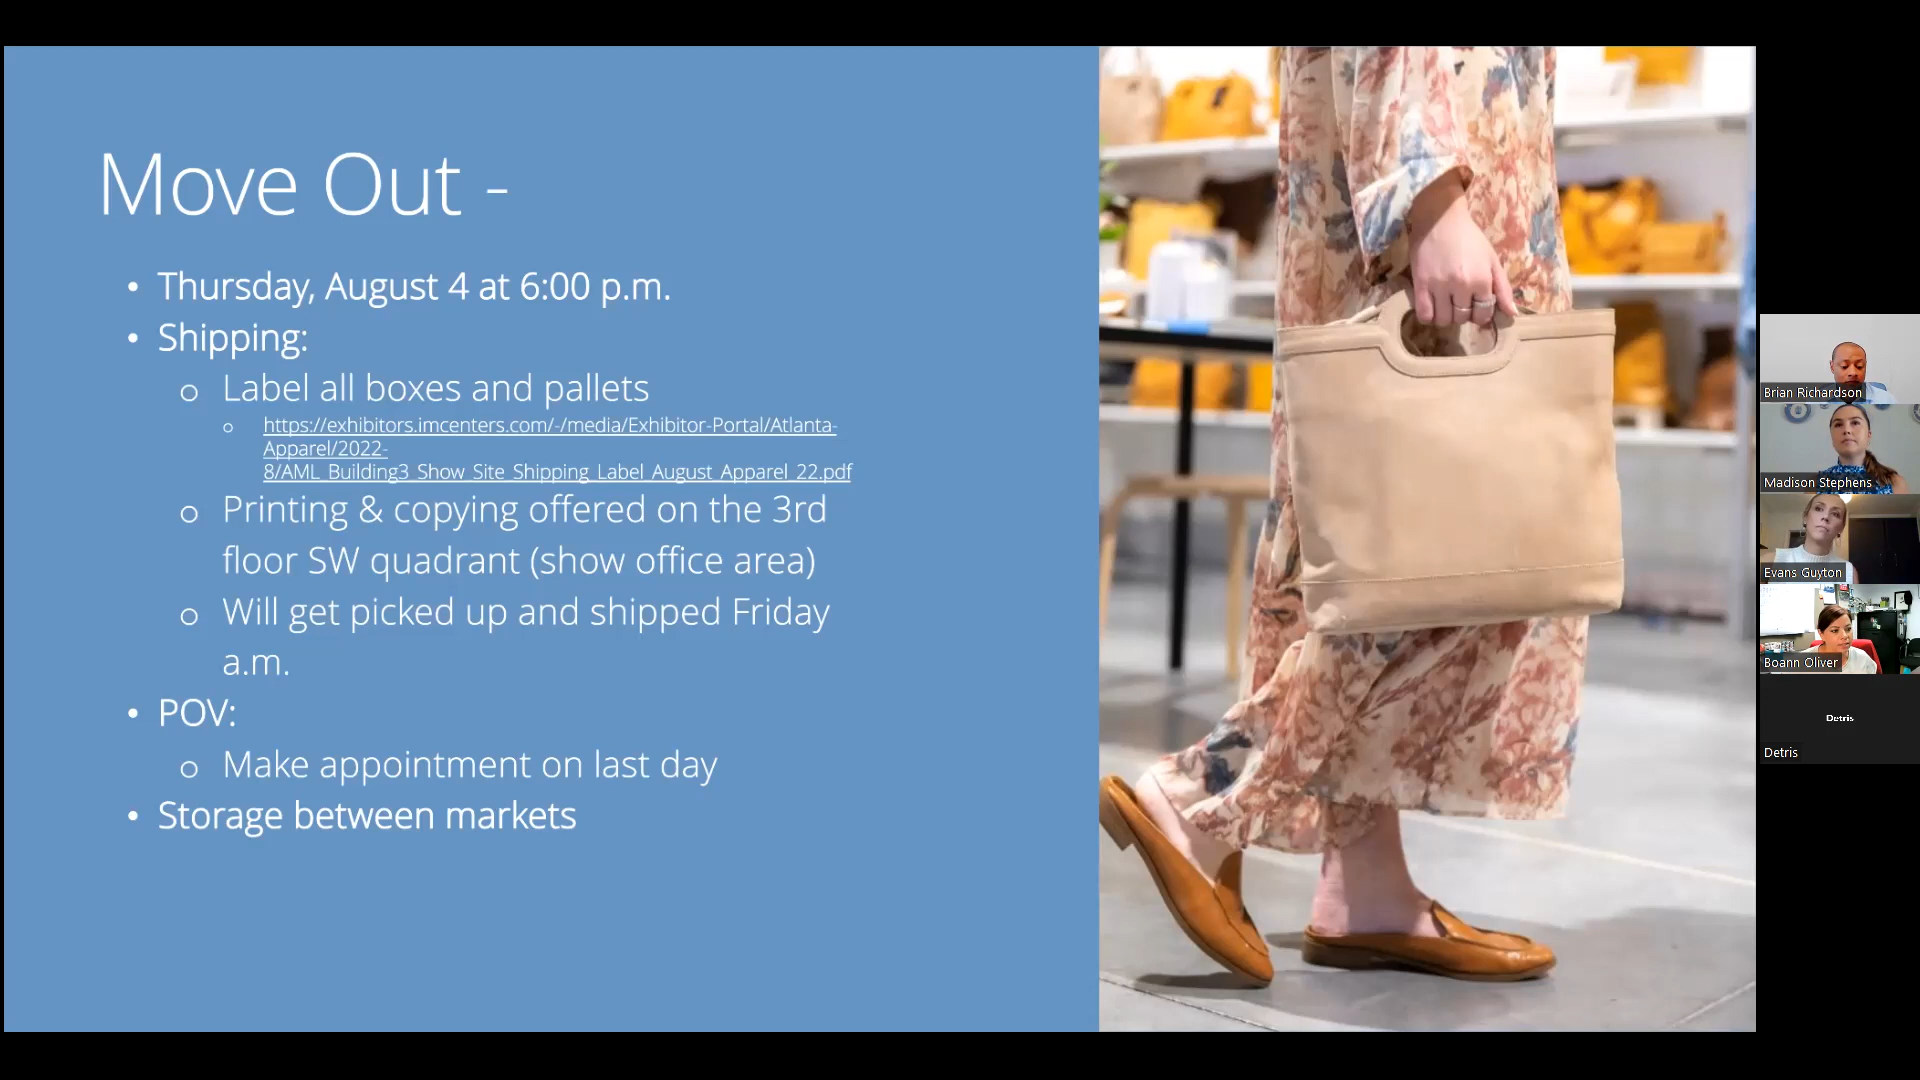 Move Out -
• Thursday, August 4 at 6:00 p.m.
• Shipping:
o Label all boxes and pallets
o https://exhibitors.imcenters.com/-/media/Exhibitor-Portal/Atlanta-
Apparel/2022-
8/AML_Building3_Show_Site_Shipping_Label_August_Apparel_22.pdf
o Printing & copying offered on the 3rd
floor SW quadrant (show office area)
o Will get picked up and shipped Friday
a.m.
• POV:
o Make appointment on last day
• Storage between markets
Brian Richardson
Madison Stephens
Evans Guyton
Boann Oliver
Detris
Detris